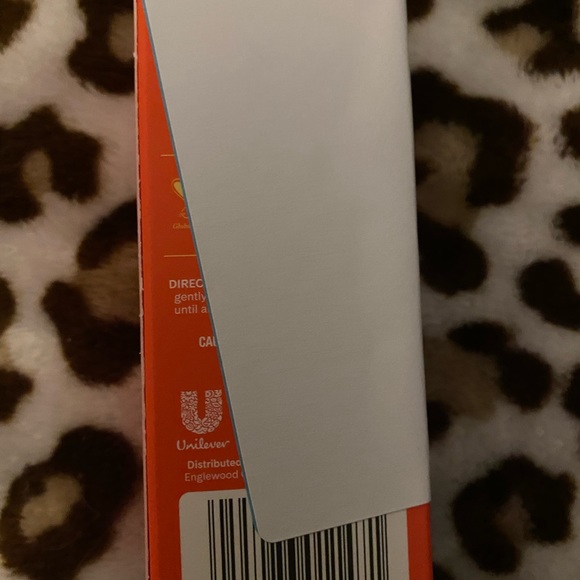 DIREC
gently
until a
CAU
Unilever
Distributed
Englewood